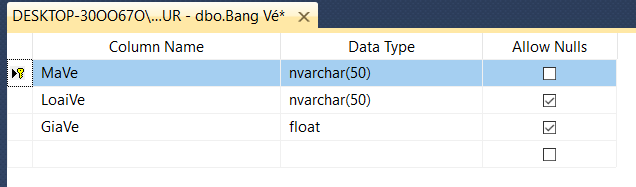 DESKTOP-30OO67O\...UR - dbo.Bang Vé*
Column Name Data Type Allow Nulls
MaVe nvarchar(50)
LoaiVe nvarchar(50)
GiaVe float